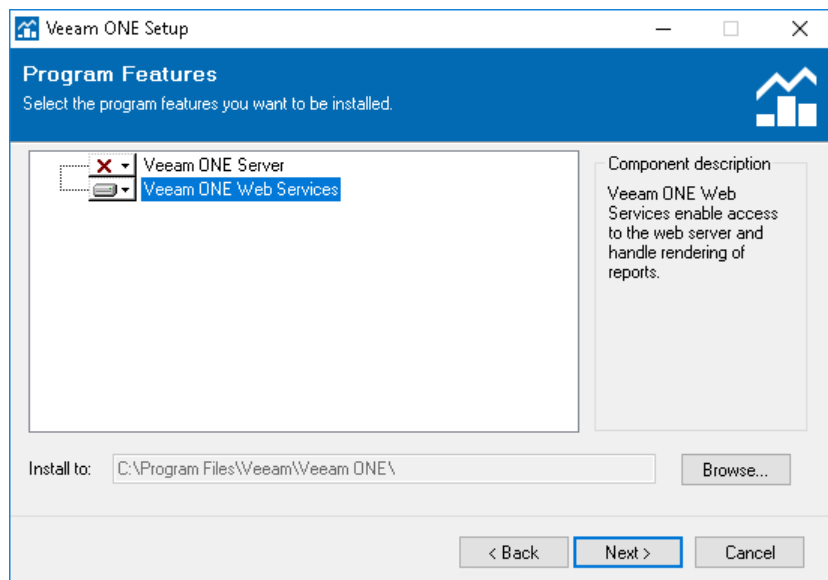 Veeam ONE Setup
Program Features
Select the program features you want to be installed.
Veeam ONE Server
Veeam ONE Web Services
Component description
Veeam ONE Web
Services enable access
to the web server and
handle rendering of
reports.
Install to:
C:\Program Files\Veeam\Veeam ONE\
Browse...
< Back
Next >
Cancel